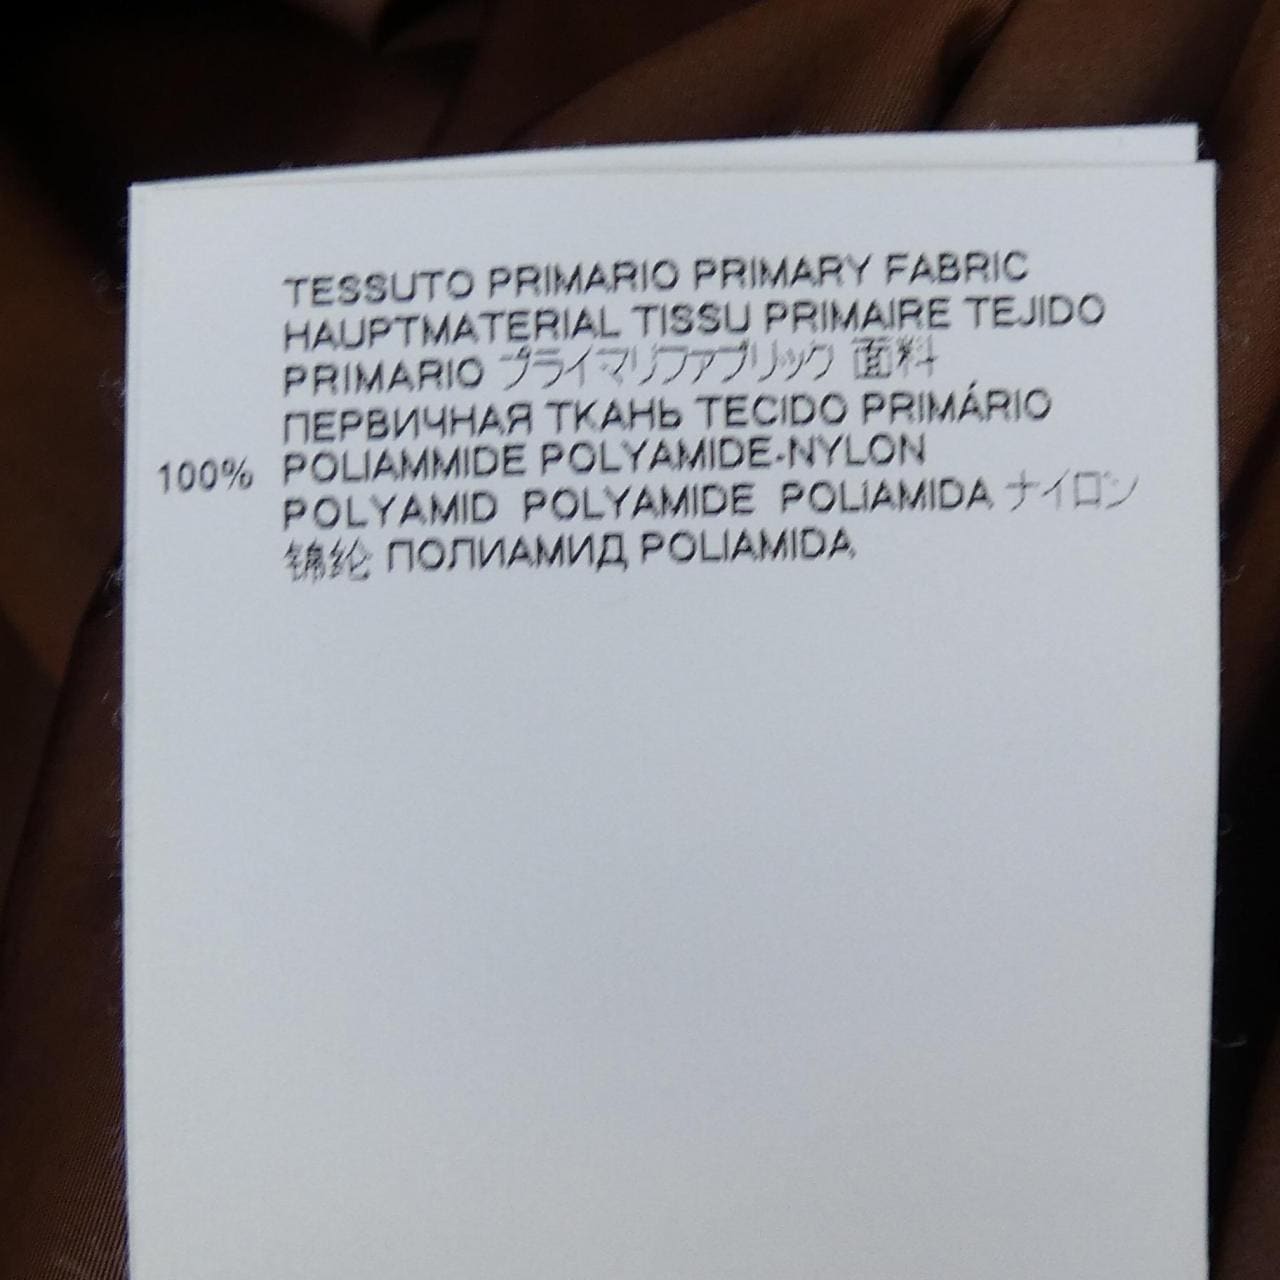 TESSUTO PRIMARIO PRIMARY FABRIC
HAUPTMATERIAL TISSU PRIMAIRE TEJIDO
PRIMARIO プライマリファブリック 面料
ПЕРВИЧНАЯ ТКАНЬ TECIDO PRIMÁRIO
100% POLIAMMIDE POLYAMIDE-NYLON
POLYAMID POLYAMIDE POLIAMIDA ナイロン
锦纶 ПОЛИАМИД POLIAMIDA